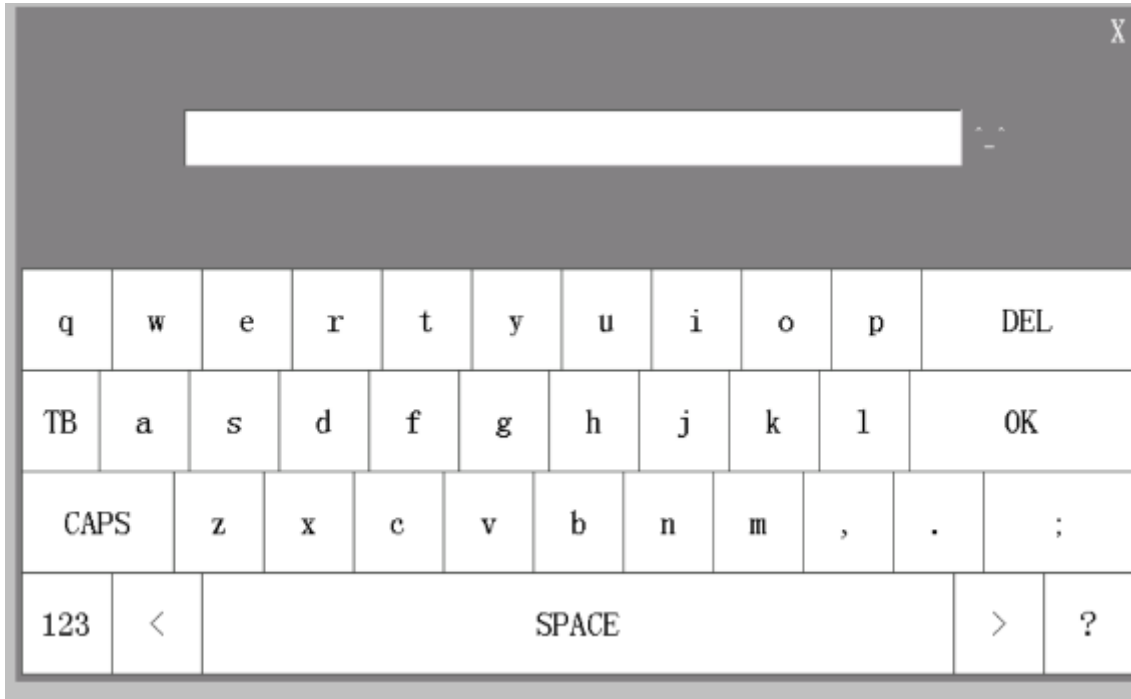 X
^_^
q w e r t y u i o p DEL
TB a s d f g h j k l OK
CAPS z x c v b n m , . ;
123 < SPACE > ?